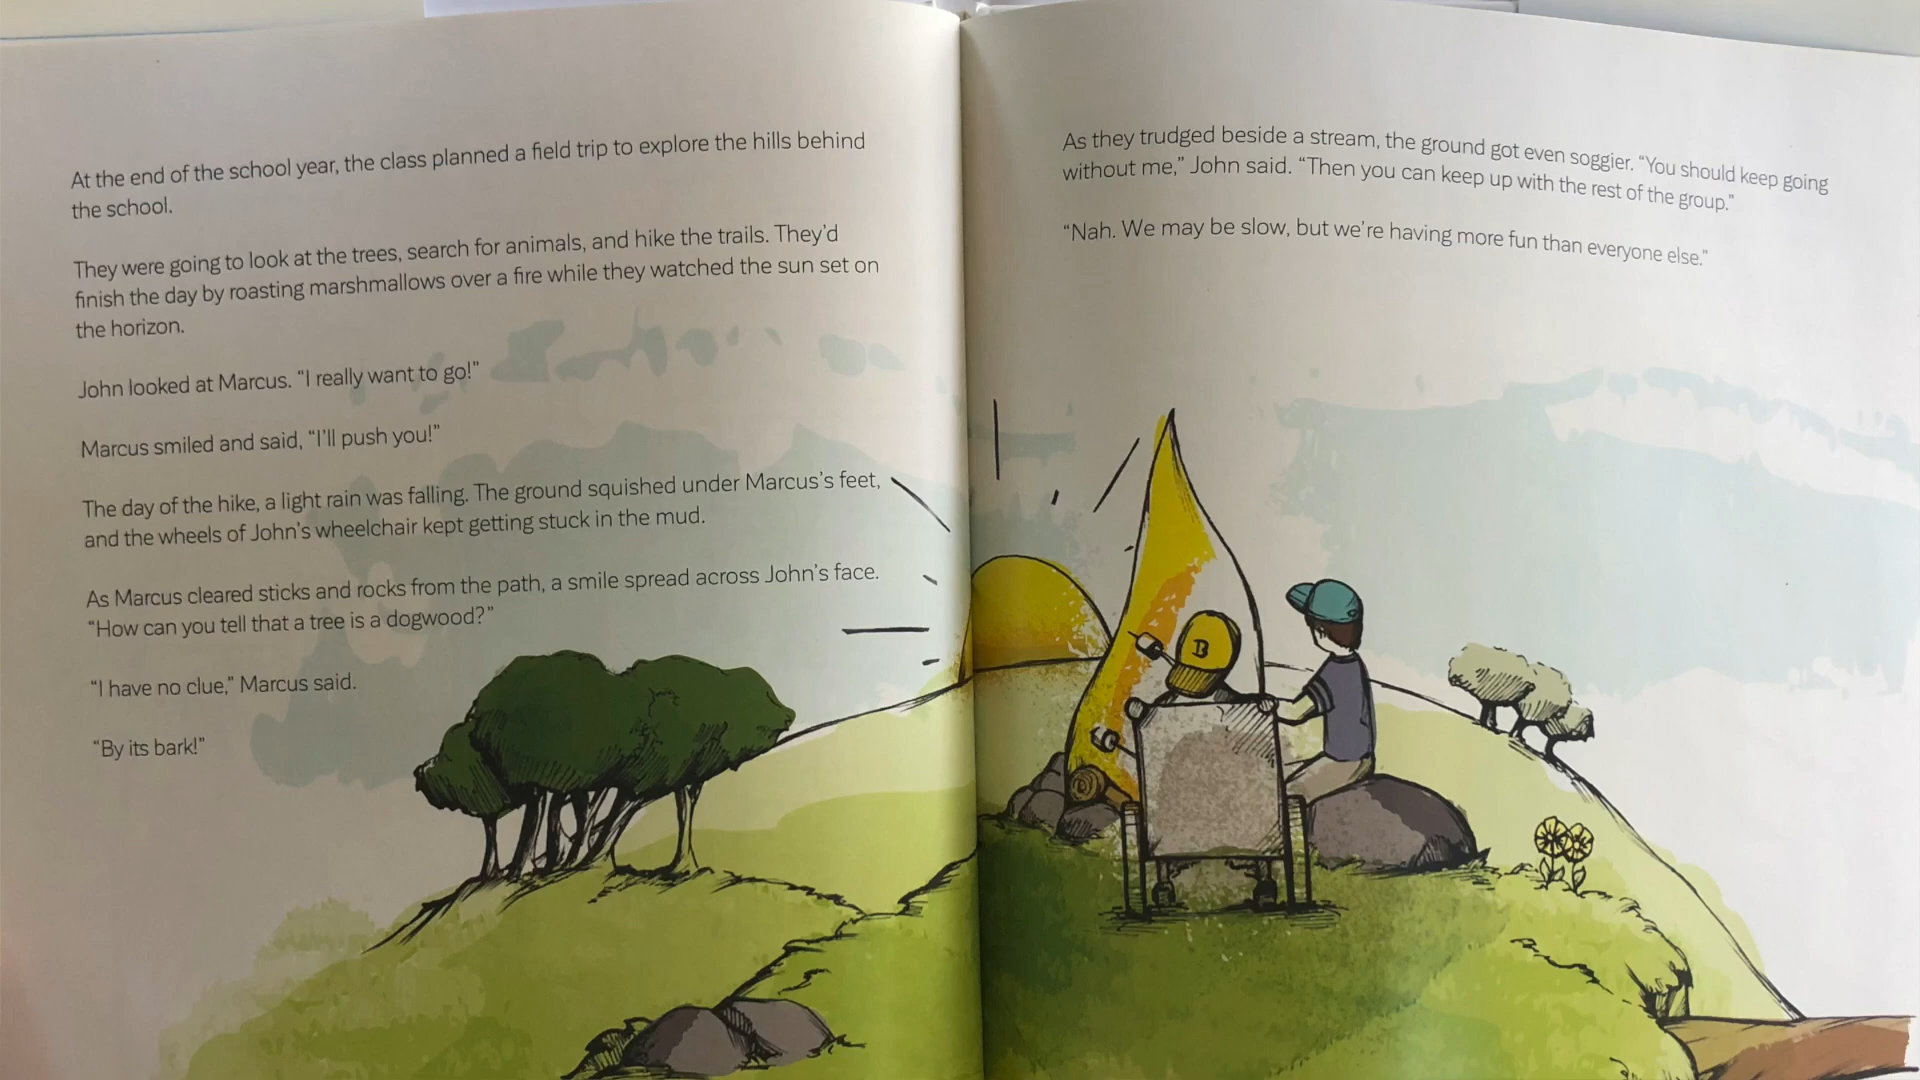 At the end of the school year, the class planned a field trip to explore the hills behind
the school.
They were going to look at the trees, search for animals, and hike the trails. They’d
finish the day by roasting marshmallows over a fire while they watched the sun set on
the horizon.
John looked at Marcus. “I really want to go!”
Marcus smiled and said, “I’ll push you!”
The day of the hike, a light rain was falling. The ground squished under Marcus’s feet,
and the wheels of John’s wheelchair kept getting stuck in the mud.
As Marcus cleared sticks and rocks from the path, a smile spread across John’s face.
“How can you tell that a tree is a dogwood?”
“I have no clue,” Marcus said.
“By its bark!”
As they trudged beside a stream, the ground got even soggier. “You should keep going
without me,” John said. “Then you can keep up with the rest of the group.”
“Nah. We may be slow, but we’re having more fun than everyone else.”
B